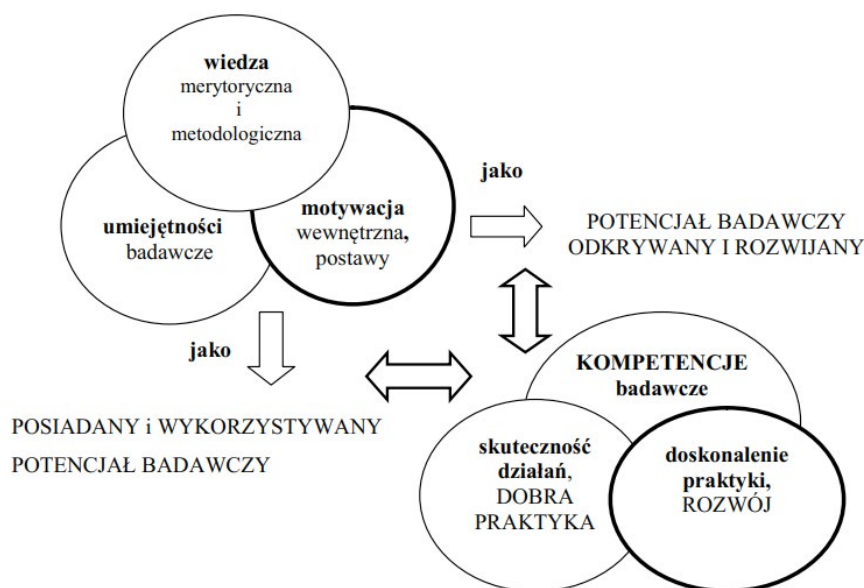 wiedza
merytoryczna
i
metodologiczna
umiejętności
badawcze
motywacja
wewnętrzna,
postawy
jako
POTENCJAŁ BADAWCZY
ODKRYWANY I ROZWIJANY
jako
POSIADANY i WYKORZYSTYWANY
POTENCJAŁ BADAWCZY
KOMPETENCJE
badawcze
skuteczność
działań,
DOBRA
PRAKTYKA
doskonalenie
praktyki,
ROZWÓJ